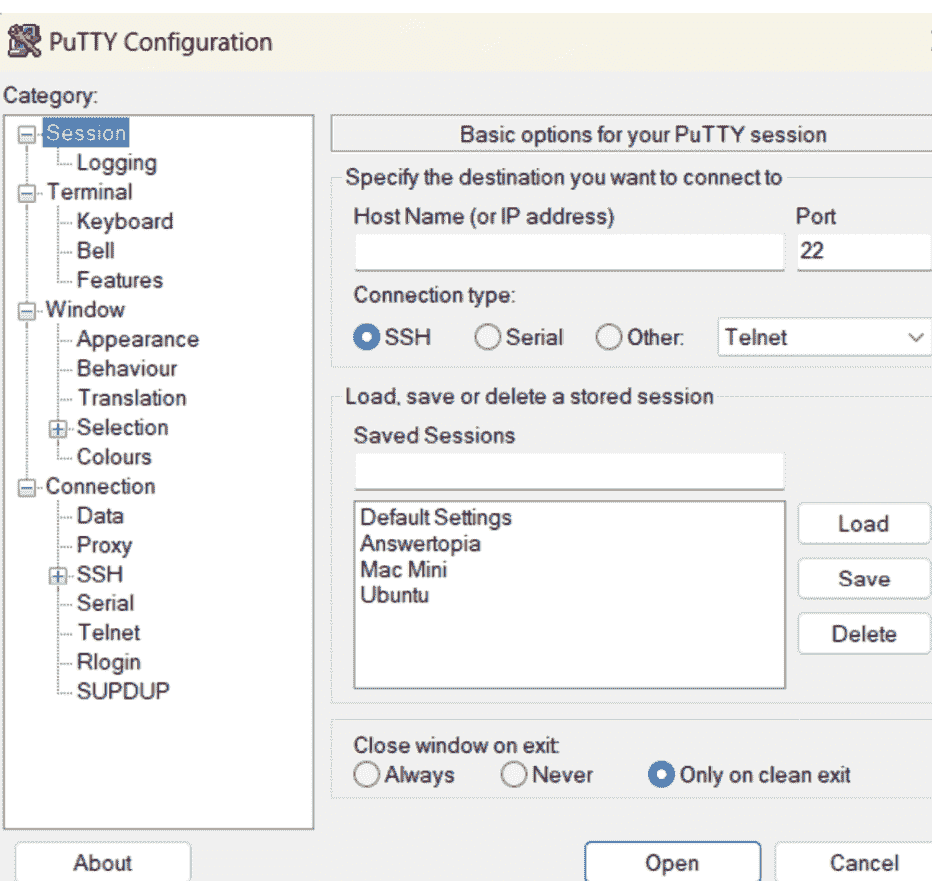 PuTTY Configuration
Category:
Session
Logging
Terminal
Keyboard
Bell
Features
Window
Appearance
Behaviour
Translation
Selection
Colours
Connection
Data
Proxy
SSH
Serial
Telnet
Rlogin
SUPDUP
Basic options for your PuTTY session
Specify the destination you want to connect to
Host Name (or IP address) Port
22
Connection type:
SSH Serial Other: Telnet
Load, save or delete a stored session
Saved Sessions
Default Settings
Answertopia
Mac Mini
Ubuntu
Load
Save
Delete
Close window on exit:
Always Never Only on clean exit
About Open Cancel